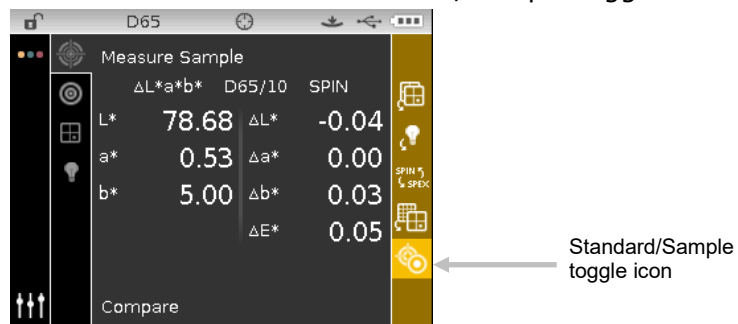 D65
Measure Sample
ΔL*a*b* D65/10 SPIN
L* 78.68 ΔL* -0.04
a* 0.53 Δa* 0.00
b* 5.00 Δb* 0.03
ΔE* 0.05
Compare
SPIN
SPEX
Standard/Sample
toggle icon